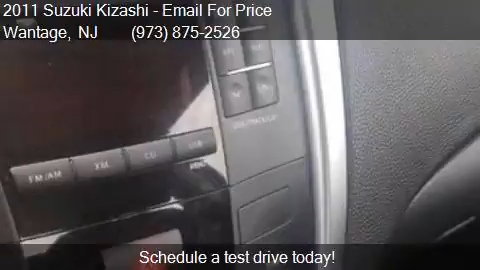 2011 Suzuki Kizashi - Email For Price
Wantage, NJ (973) 875-2526
FM/AM XM CD
Schedule a test drive today!